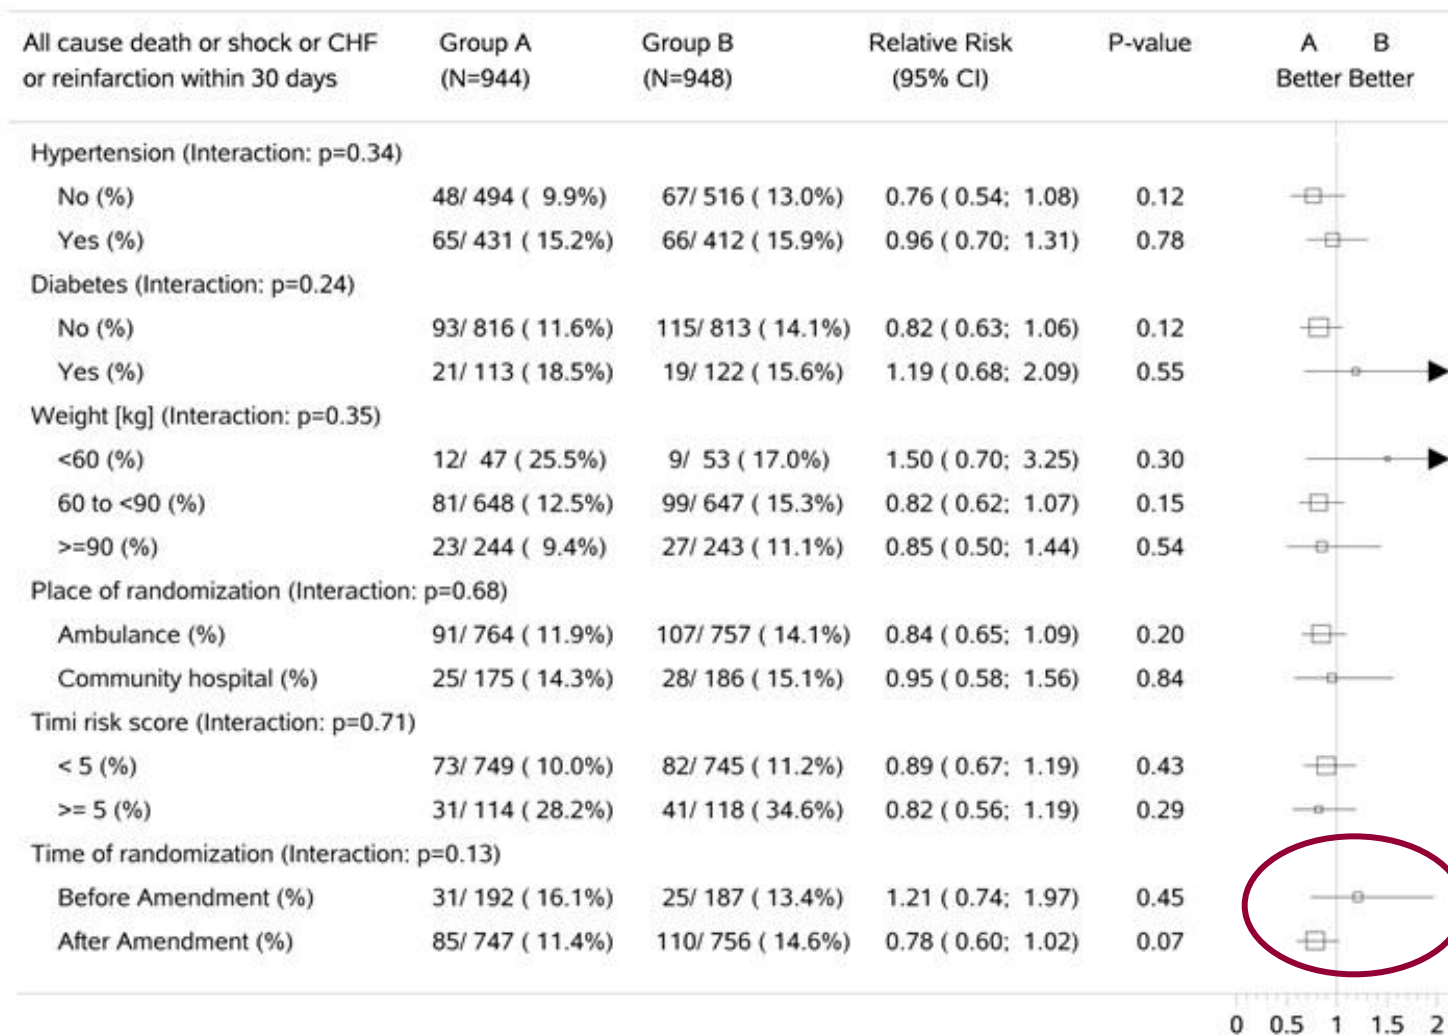 All cause death or shock or CHF Group A Group B Relative Risk P-value A B
or reinfarction within 30 days (N=944) (N=948) (95% CI) Better Better
Hypertension (Interaction: p=0.34)
No (%) 48/ 494 ( 9.9%) 67/ 516 ( 13.0%) 0.76 ( 0.54; 1.08) 0.12
Yes (%) 65/ 431 ( 15.2%) 66/ 412 ( 15.9%) 0.96 ( 0.70; 1.31) 0.78
Diabetes (Interaction: p=0.24)
No (%) 93/ 816 ( 11.6%) 115/ 813 ( 14.1%) 0.82 ( 0.63; 1.06) 0.12
Yes (%) 21/ 113 ( 18.5%) 19/ 122 ( 15.6%) 1.19 ( 0.68; 2.09) 0.55
Weight [kg] (Interaction: p=0.35)
<60 (%) 12/ 47 ( 25.5%) 9/ 53 ( 17.0%) 1.50 ( 0.70; 3.25) 0.30
60 to <90 (%) 81/ 648 ( 12.5%) 99/ 647 ( 15.3%) 0.82 ( 0.62; 1.07) 0.15
>=90 (%) 23/ 244 ( 9.4%) 27/ 243 ( 11.1%) 0.85 ( 0.50; 1.44) 0.54
Place of randomization (Interaction: p=0.68)
Ambulance (%) 91/ 764 ( 11.9%) 107/ 757 ( 14.1%) 0.84 ( 0.65; 1.09) 0.20
Community hospital (%) 25/ 175 ( 14.3%) 28/ 186 ( 15.1%) 0.95 ( 0.58; 1.56) 0.84
Timi risk score (Interaction: p=0.71)
< 5 (%) 73/ 749 ( 10.0%) 82/ 745 ( 11.2%) 0.89 ( 0.67; 1.19) 0.43
>= 5 (%) 31/ 114 ( 28.2%) 41/ 118 ( 34.6%) 0.82 ( 0.56; 1.19) 0.29
Time of randomization (Interaction: p=0.13)
Before Amendment (%) 31/ 192 ( 16.1%) 25/ 187 ( 13.4%) 1.21 ( 0.74; 1.97) 0.45
After Amendment (%) 85/ 747 ( 11.4%) 110/ 756 ( 14.6%) 0.78 ( 0.60; 1.02) 0.07
0 0.5 1 1.5 2